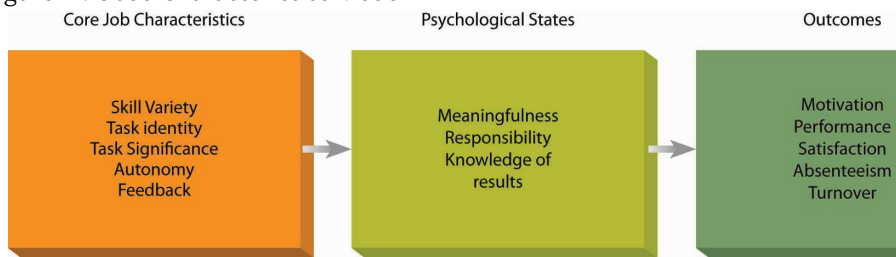 Core Job Characteristics
Psychological States
Outcomes
Skill Variety
Task identity
Task Significance
Autonomy
Feedback
Meaningfulness
Responsibility
Knowledge of
results
Motivation
Performance
Satisfaction
Absenteeism
Turnover